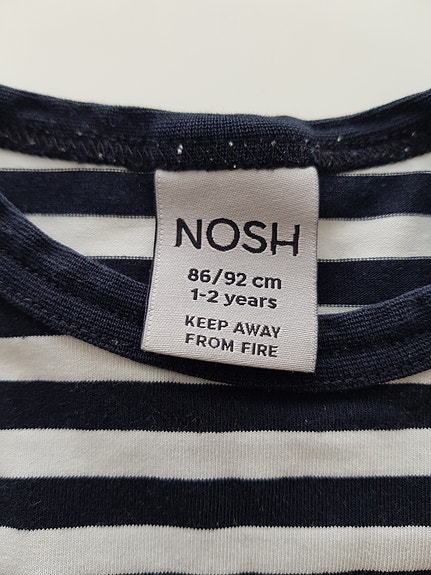 NOSH
86/92 cm
1-2 years
KEEP AWAY
FROM FIRE